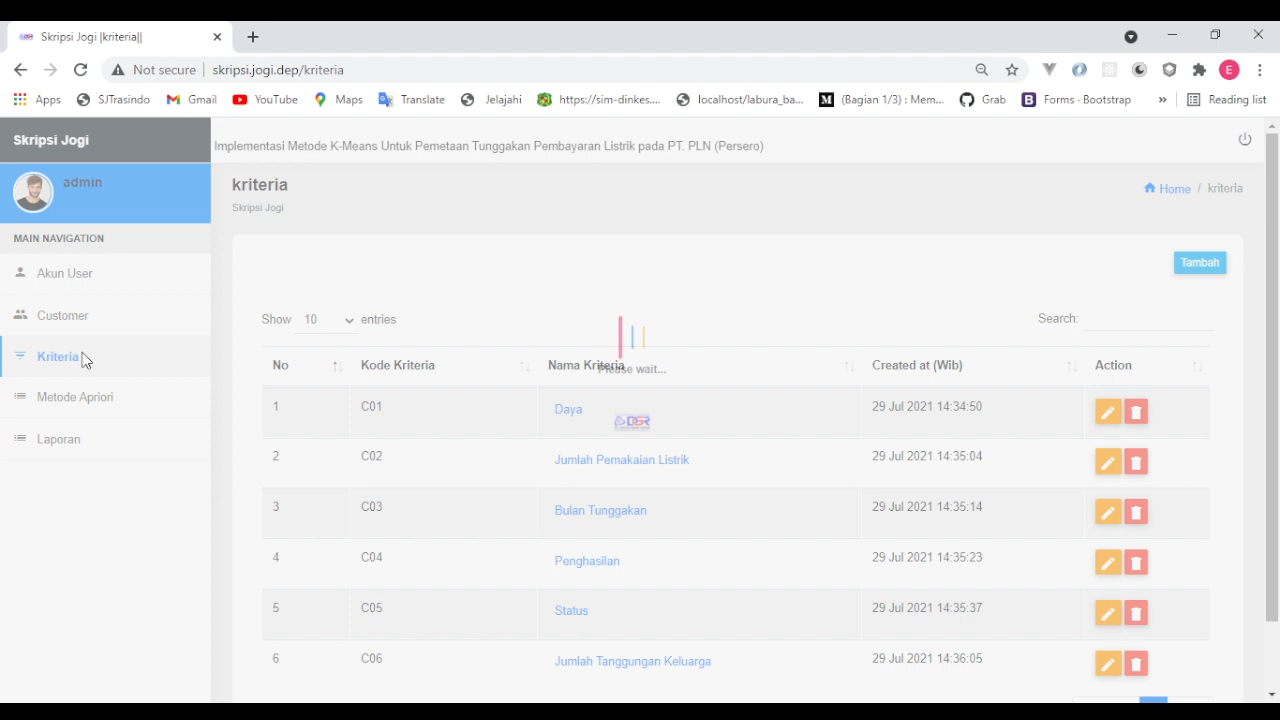 Skripsi Jogi |kriteria||
Not secure | skripsi.jogi.dep/kriteria
E
Apps SJTrasindo Gmail YouTube Maps Translate Jelajahi https://sim-dinkes.... localhost/labura_ba... (Bagian 1/3) : Mem... Grab Forms · Bootstrap » Reading list
Skripsi Jogi
Implementasi Metode K-Means Untuk Pemetaan Tunggakan Pembayaran Listrik pada PT. PLN (Persero)
admin
kriteria
Home / kriteria
Skripsi Jogi
MAIN NAVIGATION
Akun User
Customer
Kriteria
Metode Apriori
Laporan
Tambah
Show 10 entries
Search:
No Kode Kriteria Nama Kriteria Created at (Wib) Action
Please wait...
1 C01 Daya 29 Jul 2021 14:34:50
2 C02 Jumlah Pemakaian Listrik 29 Jul 2021 14:35:04
3 C03 Bulan Tunggakan 29 Jul 2021 14:35:14
4 C04 Penghasilan 29 Jul 2021 14:35:23
5 C05 Status 29 Jul 2021 14:35:37
6 C06 Jumlah Tanggungan Keluarga 29 Jul 2021 14:36:05